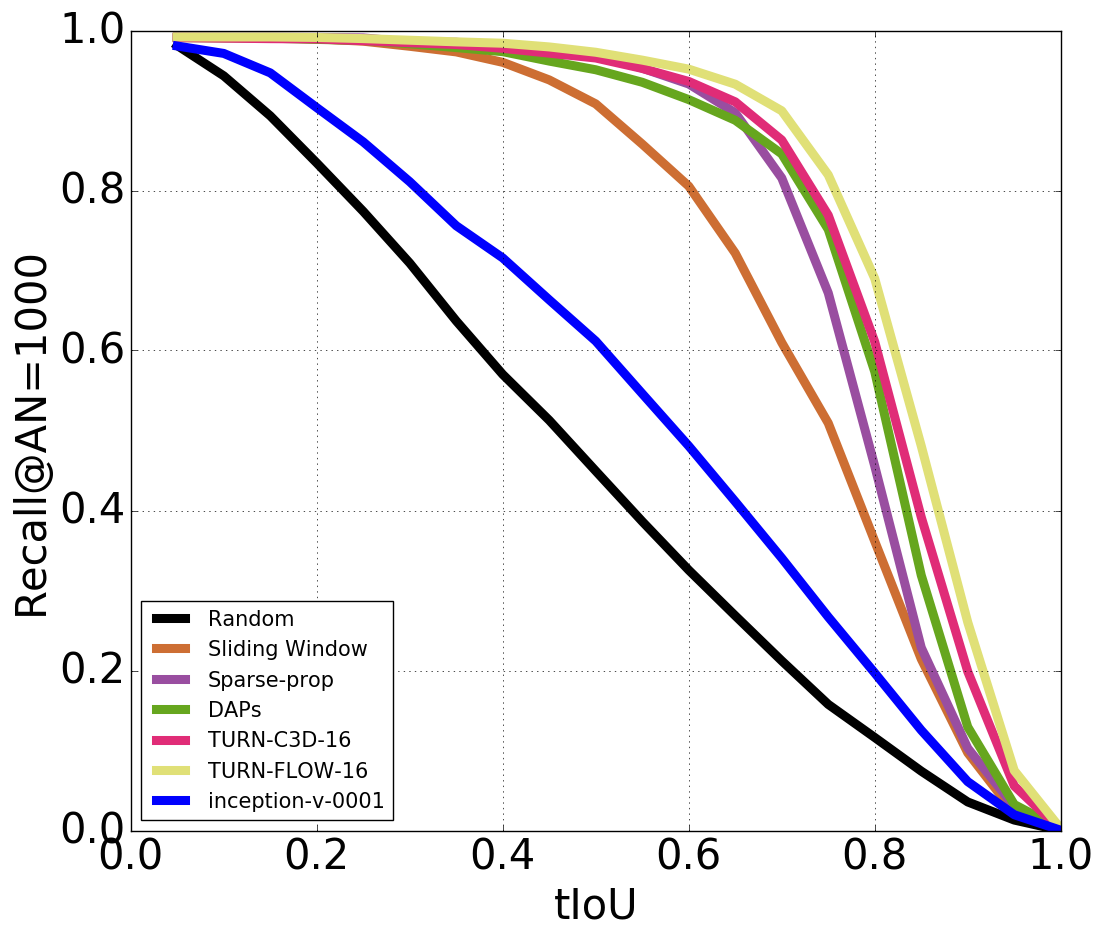 1.0
0.8
0.6
0.4
0.2
0.0
Recall@AN=1000
Random
Sliding Window
Sparse-prop
DAPs
TURN-C3D-16
TURN-FLOW-16
inception-v-0001
0.0 0.2 0.4 0.6 0.8 1.0
tIoU